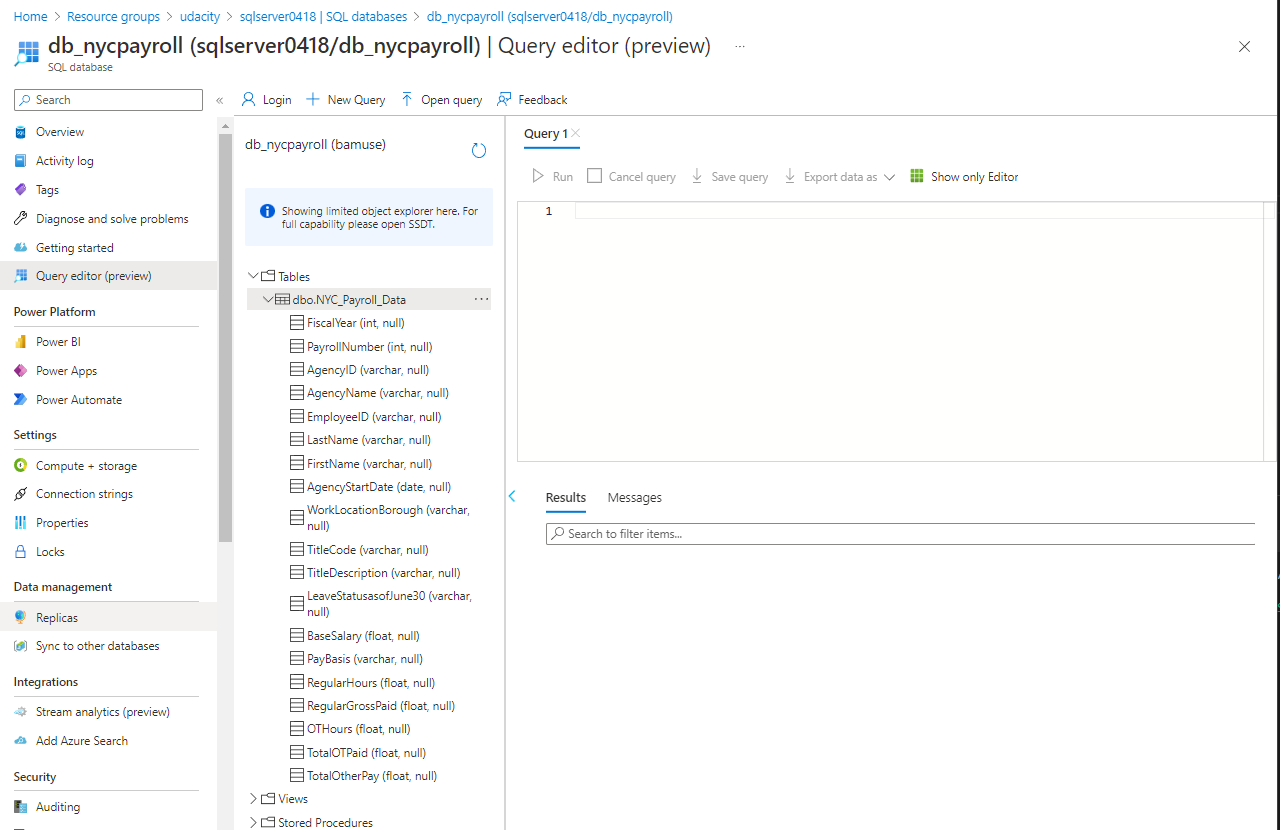 Home > Resource groups > udacity > sqlserver0418 | SQL databases > db_nycpayroll (sqlserver0418/db_nycpayroll)
db_nycpayroll (sqlserver0418/db_nycpayroll) | Query editor (preview) ...
SQL database
Search
«
Login
New Query
Open query
Feedback
Overview
Activity log
Tags
Diagnose and solve problems
Getting started
Query editor (preview)
Power Platform
Power BI
Power Apps
Power Automate
Settings
Compute + storage
Connection strings
Properties
Locks
Data management
Replicas
Sync to other databases
Integrations
Stream analytics (preview)
Add Azure Search
Security
Auditing
db_nycpayroll (bamuse)
Showing limited object explorer here. For
full capability please open SSDT.
Tables
dbo.NYC_Payroll_Data ...
FiscalYear (int, null)
PayrollNumber (int, null)
AgencyID (varchar, null)
AgencyName (varchar, null)
EmployeeID (varchar, null)
LastName (varchar, null)
FirstName (varchar, null)
AgencyStartDate (date, null)
WorkLocationBorough (varchar,
null)
TitleCode (varchar, null)
TitleDescription (varchar, null)
LeaveStatusasofJune30 (varchar,
null)
BaseSalary (float, null)
PayBasis (varchar, null)
RegularHours (float, null)
RegularGrossPaid (float, null)
OTHours (float, null)
TotalOTPaid (float, null)
TotalOtherPay (float, null)
Views
Stored Procedures
Query 1
Run
Cancel query
Save query
Export data as
Show only Editor
1
Results
Messages
Search to filter items...